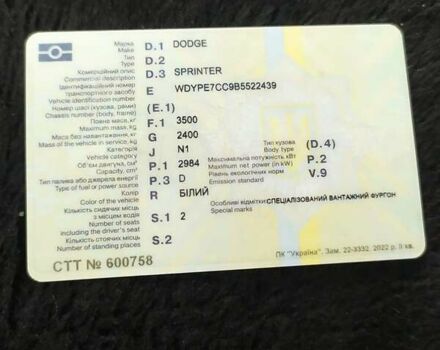 Марка D.1 DODGE
Make
Тип D.2
Type
Комерційний опис D.3 SPRINTER
Commercial description
Ідентифікаційний номер E WDYPE7CC9B5522439
транспортного засобу
Vehicle identification number
Номер шасі (кузова, рами) (E.1)
Chassis number (body, frame)
Повна маса, кг F.1 3500
Maximum mass, kg
Маса без навантаження, кг G 2400
Mass of the vehicle in service, kg
Категорія J N1
Vehicle category
Об'єм двигуна, см³ P.1 2984
Capacity, cm³
Тип палива або джерела енергії P.3 D
Type of fuel or power source
Колір R БІЛИЙ
Color of the vehicle
Кількість сидячих місць S.1 2
з місцем водія
Number of seats
including the driver's seat
Кількість стоячих місць S.2
Number of standing places
Тип кузова (D.4)
Body type
Максимальна потужність, кВт P.2
Maximum net power (in kW)
Рівень екологічних норм V.9
Emission standard
Особливі відмітки СПЕЦІАЛІЗОВАНИЙ ВАНТАЖНИЙ ФУРГОН
Special marks
СТТ № 600758
ПК "Україна", Зам. 22-3332, 2022 р. II кв.